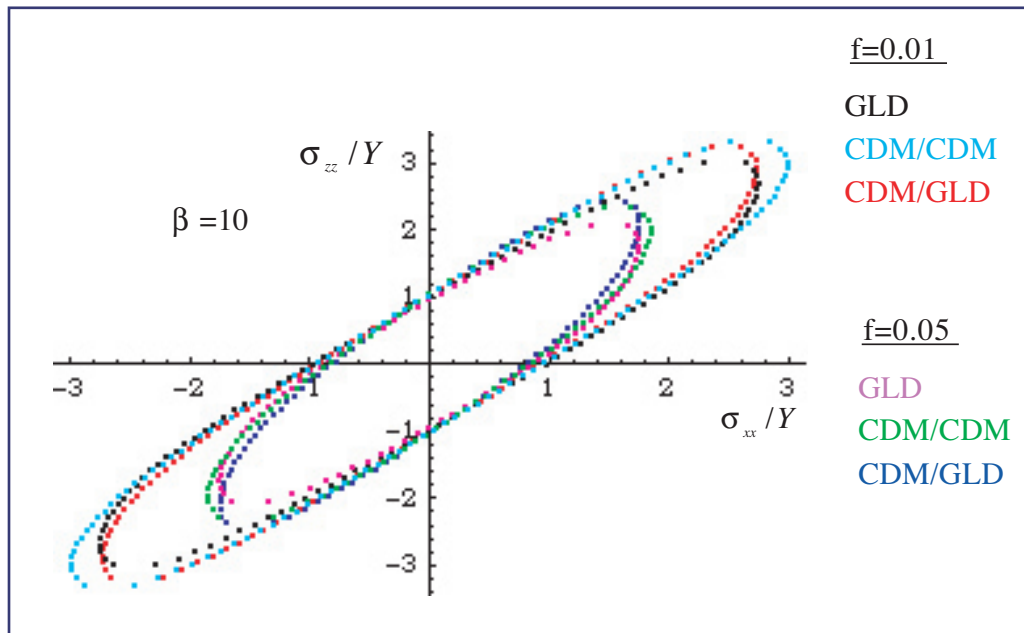 f=0.01
GLD
CDM/CDM
CDM/GLD
σzz /Y
β =10
3
2
1
-3
-2
-1
1
2
3
σxx /Y
-1
-2
-3
f=0.05
GLD
CDM/CDM
CDM/GLD